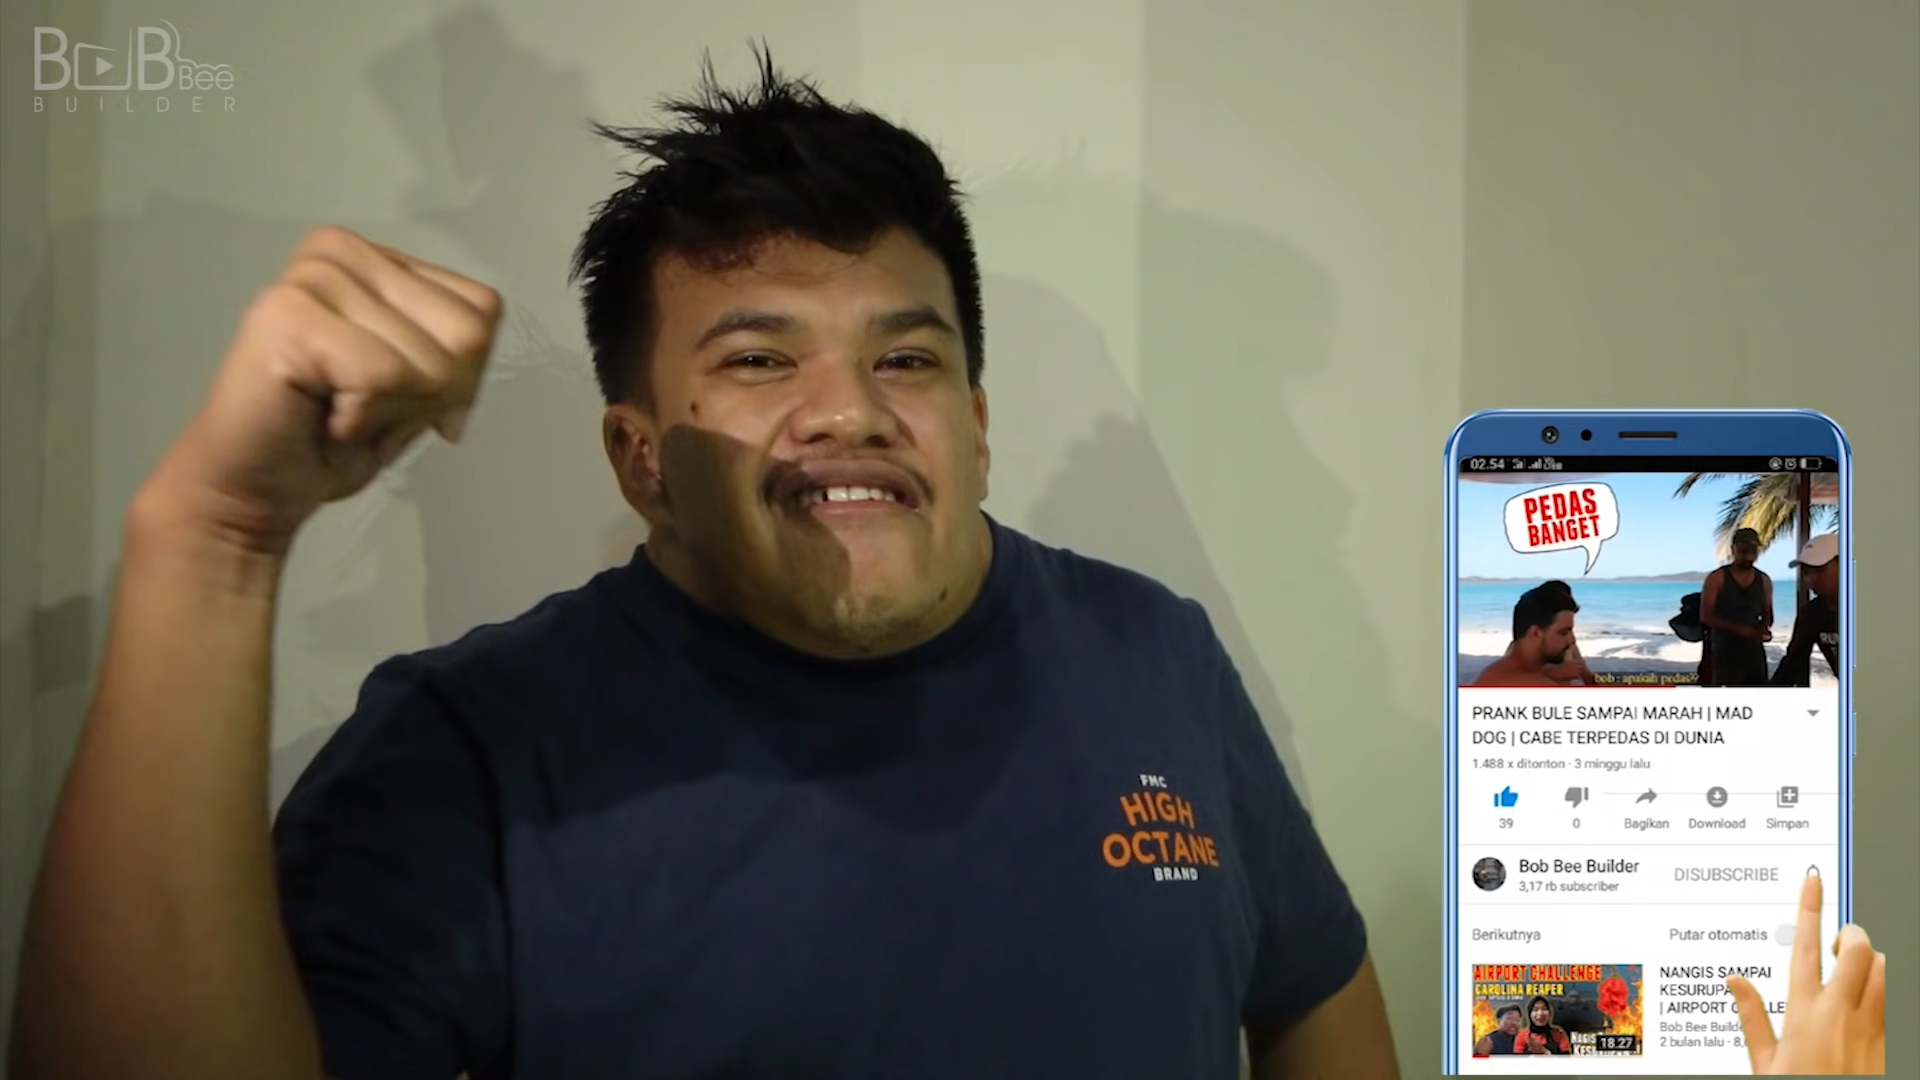 BoBBee
BUILDER
FMC
HIGH
OCTANE
BRAND
02.54
PEDAS
BANGET
bob : apakah pedas??
PRANK BULE SAMPAI MARAH | MAD
DOG | CABE TERPEDAS DI DUNIA
1.488 x ditonton · 3 minggu lalu
39
0
Bagikan
Download
Simpan
Bob Bee Builder
DISUBSCRIBE
3,17 rb subscriber
Berikutnya
Putar otomatis
AIRPORT CHALLENGE
CAROLINA REAPER
18.27
NANGIS SAMPAI
KESURUPA
| AIRPORT
Bob Bee Builde
2 bulan lalu · 8,